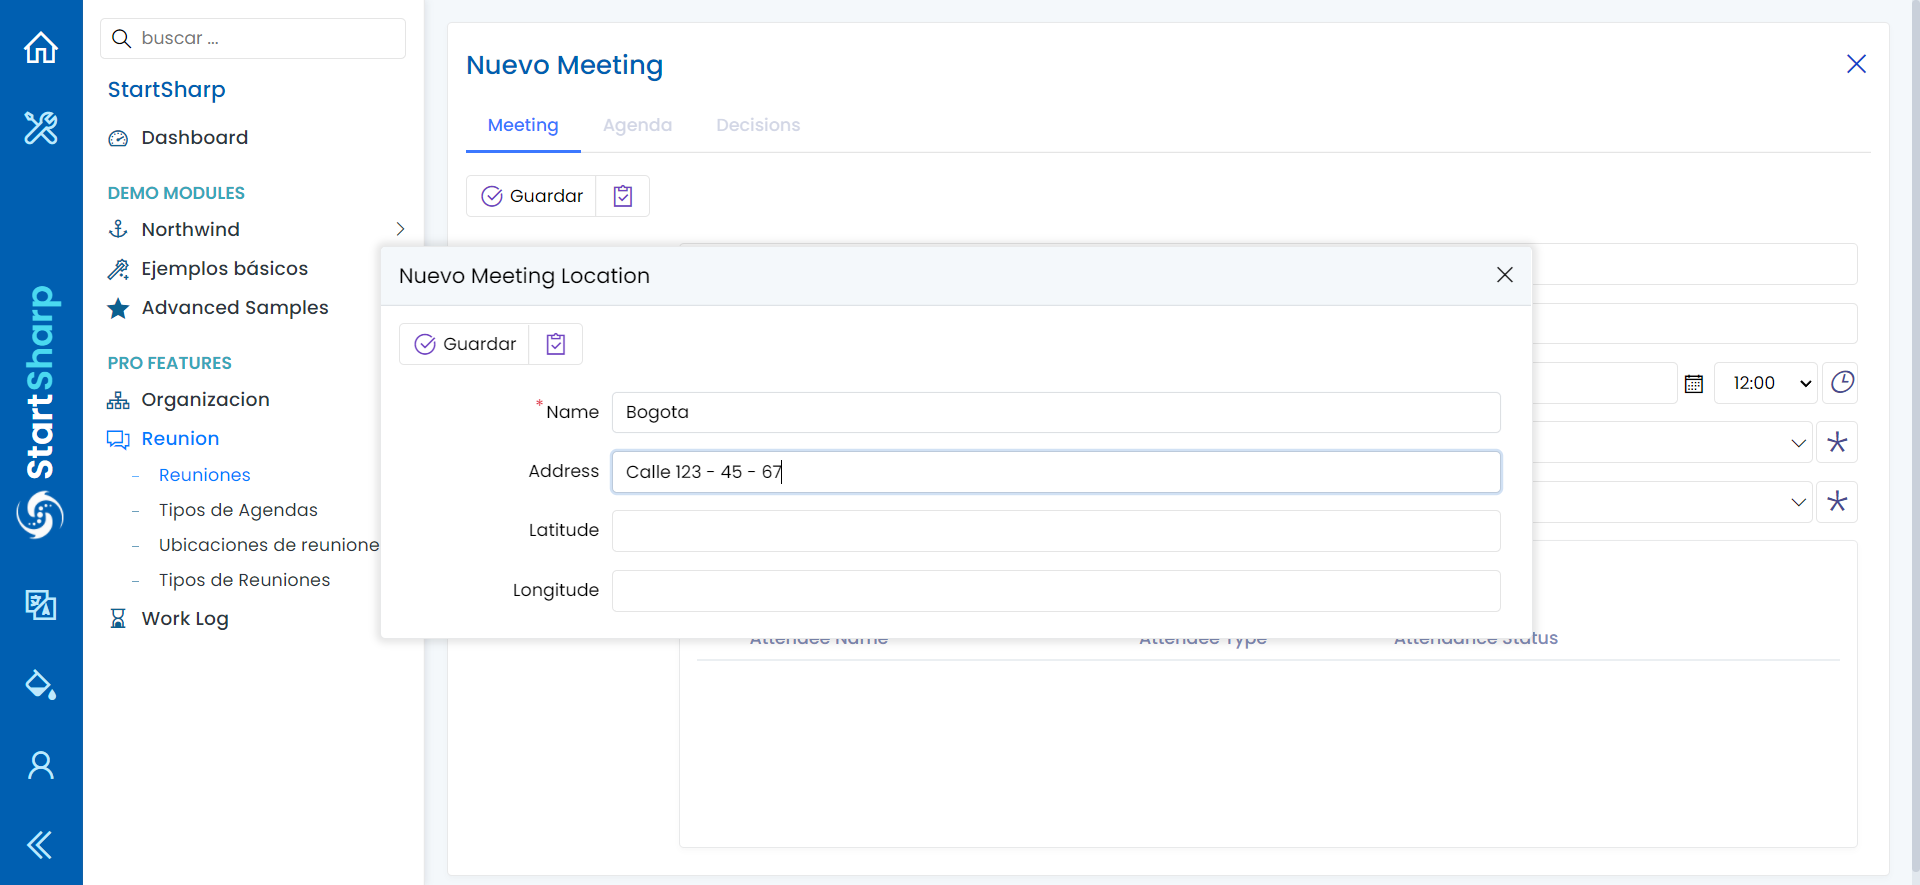 buscar ...
StartSharp
Dashboard
DEMO MODULES
Northwind
Ejemplos básicos
Advanced Samples
PRO FEATURES
Organizacion
Reunion
Reuniones
Tipos de Agendas
Ubicaciones de reunione
Tipos de Reuniones
Work Log
StartSharp
Nuevo Meeting
Meeting Agenda Decisions
Guardar
12:00
Nuevo Meeting Location
Guardar
*Name Bogota
Address Calle 123 - 45 - 67
Latitude
Longitude
Attendee Name Attendee Type Attendance Status